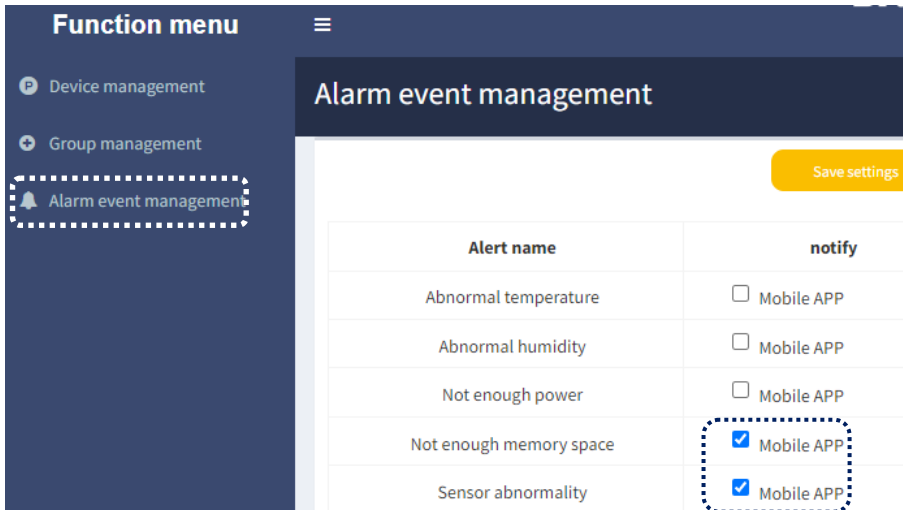 Function menu
Device management
Group management
Alarm event management
Alarm event management
Save settings
Alert name notify
Abnormal temperature Mobile APP
Abnormal humidity Mobile APP
Not enough power Mobile APP
Not enough memory space Mobile APP
Sensor abnormality Mobile APP